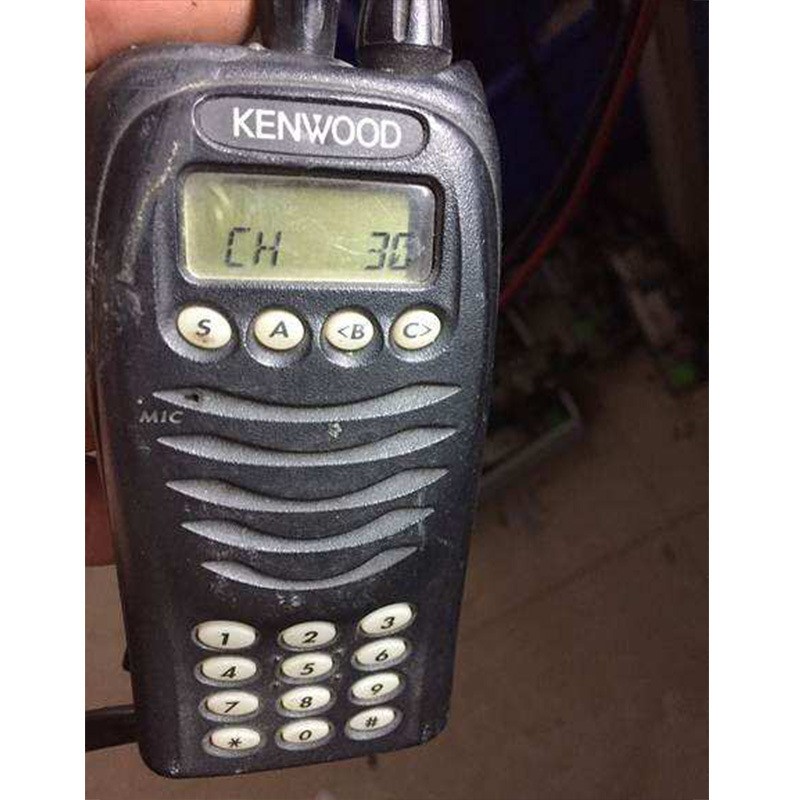 KENWOOD
CH 30
S A <B C>
MIC
1 2 3
4 5 6
7 8 9
* 0 #